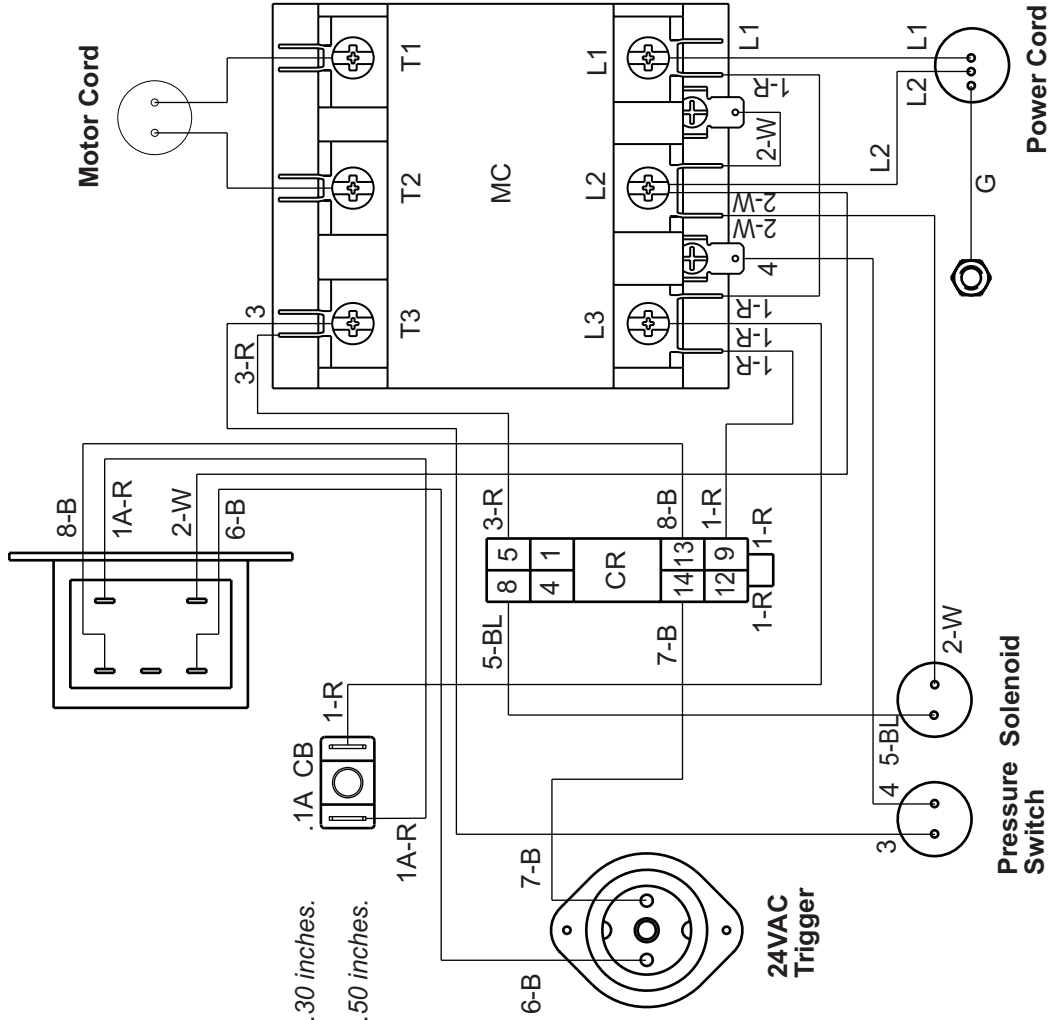 Motor Cord
T1
T2
T3
MC
L1
L2
L3
L1
1-R
2-W
2-W
2-W
4
1-R
1-R
1-R
3
3-R
L1
L2
L2
G
Power Cord
8-B
1A-R
2-W
6-B
3-R
8-B
1-R
5
1
13
9
8
4
CR
14
12
1-R
1-R
5-BL
7-B
.1A CB
1-R
1A-R
.30 inches.
.50 inches.
7-B
6-B
24VAC
Trigger
2-W
5-BL
Solenoid
4
3
Pressure
Switch